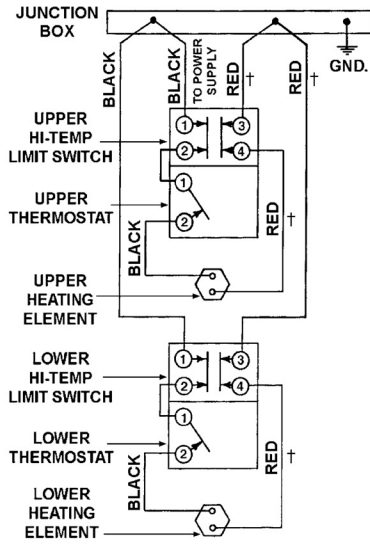 JUNCTION
BOX
GND.
BLACK
BLACK
TO POWER
SUPPLY
RED
†
RED
†
UPPER
HI-TEMP
LIMIT SWITCH
1
3
2
4
UPPER
THERMOSTAT
1
2
BLACK
RED
†
UPPER
HEATING
ELEMENT
LOWER
HI-TEMP
LIMIT SWITCH
1
3
2
4
LOWER
THERMOSTAT
1
2
BLACK
RED
†
LOWER
HEATING
ELEMENT